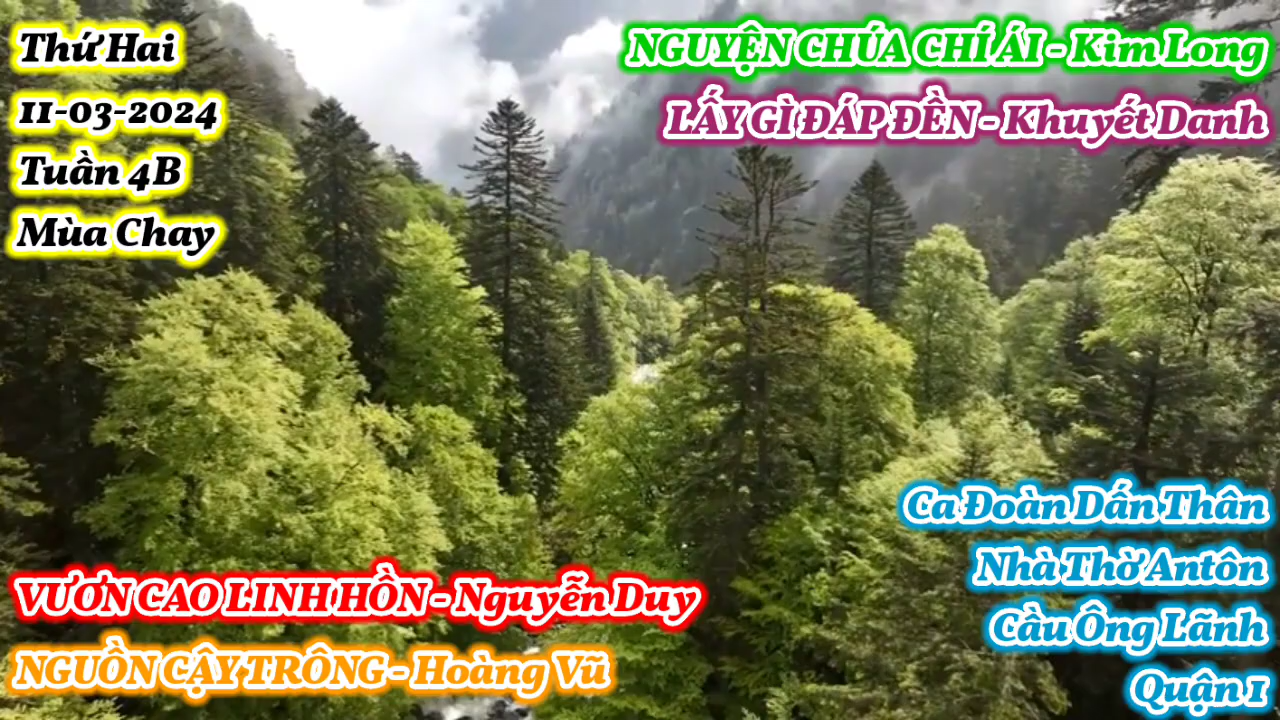 Thứ Hai
11-03-2024
Tuần 4B
Mùa Chay
NGUYỆN CHÚA CHÍ ÁI - Kim Long
LẤY GÌ ĐÁP ĐỀN - Khuyết Danh
VƯƠN CAO LINH HỒN - Nguyễn Duy
NGUỒN CẬY TRÔNG - Hoàng Vũ
Ca Đoàn Dấn Thân
Nhà Thờ Antôn
Cầu Ông Lãnh
Quận 1